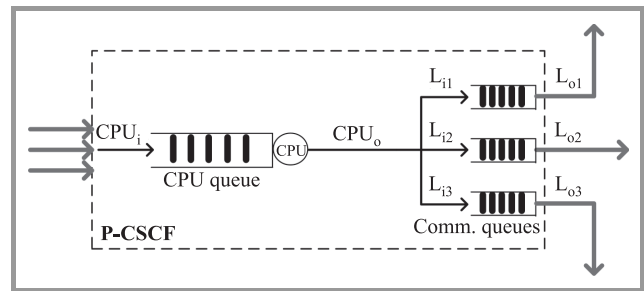 L_i1
L_o1
CPU_i
CPU
CPU_o
L_i2
L_o2
CPU queue
L_i3
L_o3
P-CSCF
Comm. queues